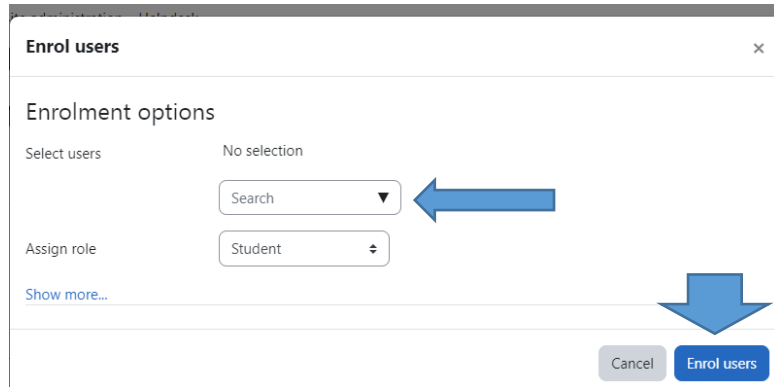 Enrol users ×
Enrolment options
Select users No selection
Search
Assign role Student
Show more...
Cancel Enrol users